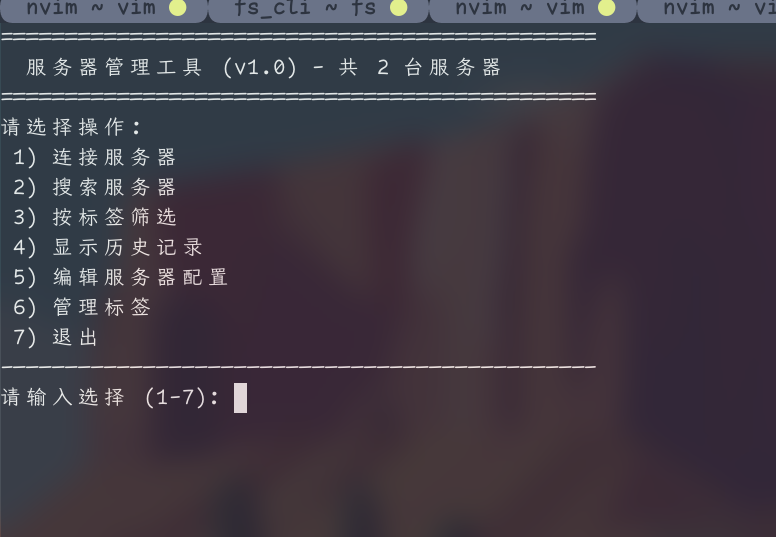 nvim ~ vim fs_cli ~ fs nvim ~ vim nvim ~ vi
==================================================
服务器管理工具 (v1.0) - 共 2 台服务器
==================================================
请选择操作:
1) 连接服务器
2) 搜索服务器
3) 按标签筛选
4) 显示历史记录
5) 编辑服务器配置
6) 管理标签
7) 退出
--------------------------------------------------
请输入选择 (1-7):